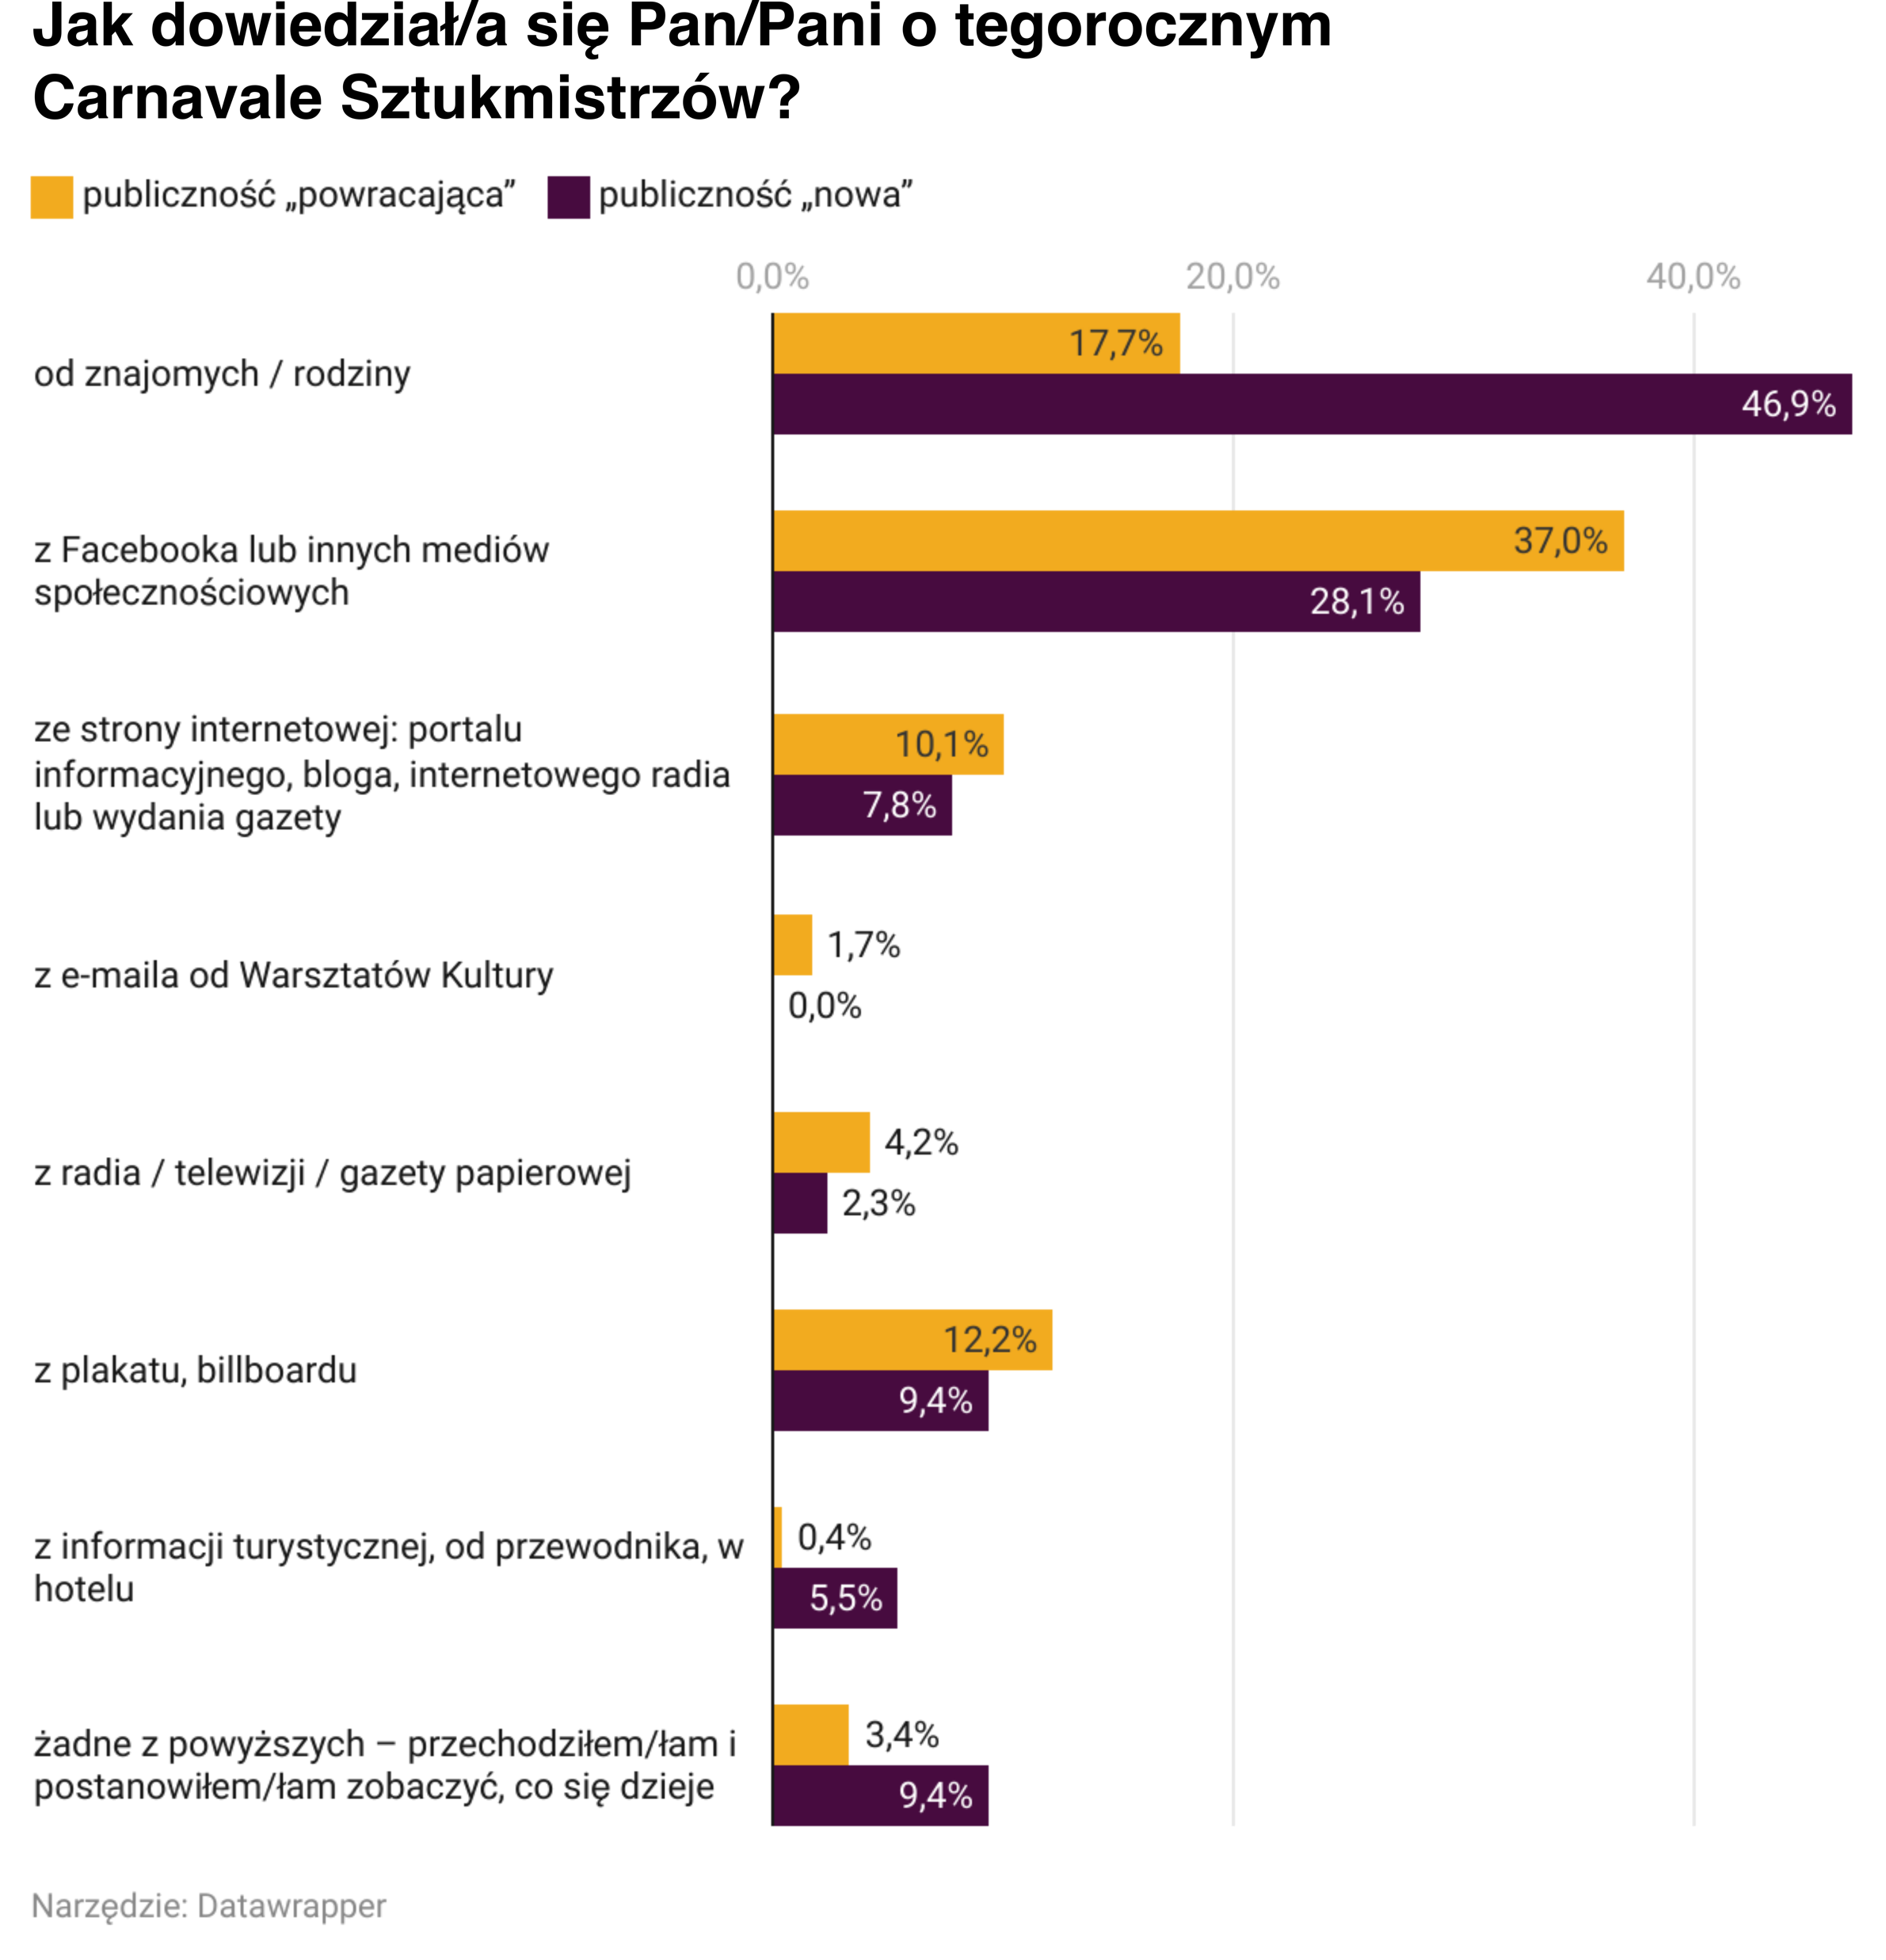 Jak dowiedział/a się Pan/Pani o tegorocznym
Carnavale Sztukmistrzów?
publiczność „powracająca” publiczność „nowa”
0,0% 20,0% 40,0%
od znajomych / rodziny
17,7%
46,9%
z Facebooka lub innych mediów
społecznościowych
37,0%
28,1%
ze strony internetowej: portalu
informacyjnego, bloga, internetowego radia
lub wydania gazety
10,1%
7,8%
z e-maila od Warsztatów Kultury
1,7%
0,0%
z radia / telewizji / gazety papierowej
4,2%
2,3%
z plakatu, billboardu
12,2%
9,4%
z informacji turystycznej, od przewodnika, w
hotelu
0,4%
5,5%
żadne z powyższych – przechodziłem/łam i
postanowiłem/łam zobaczyć, co się dzieje
3,4%
9,4%
Narzędzie: Datawrapper